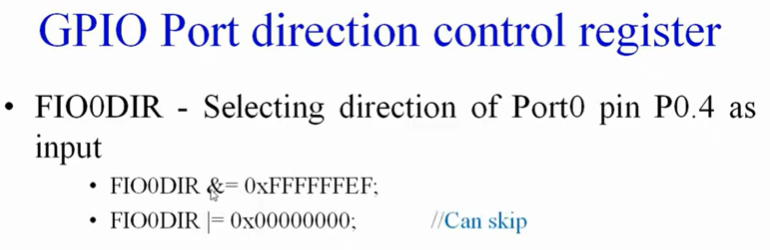 GPIO Port direction control register
• FIO0DIR - Selecting direction of Port0 pin P0.4 as
input
• FIO0DIR &= 0xFFFFFFEF;
• FIO0DIR |= 0x00000000; //Can skip